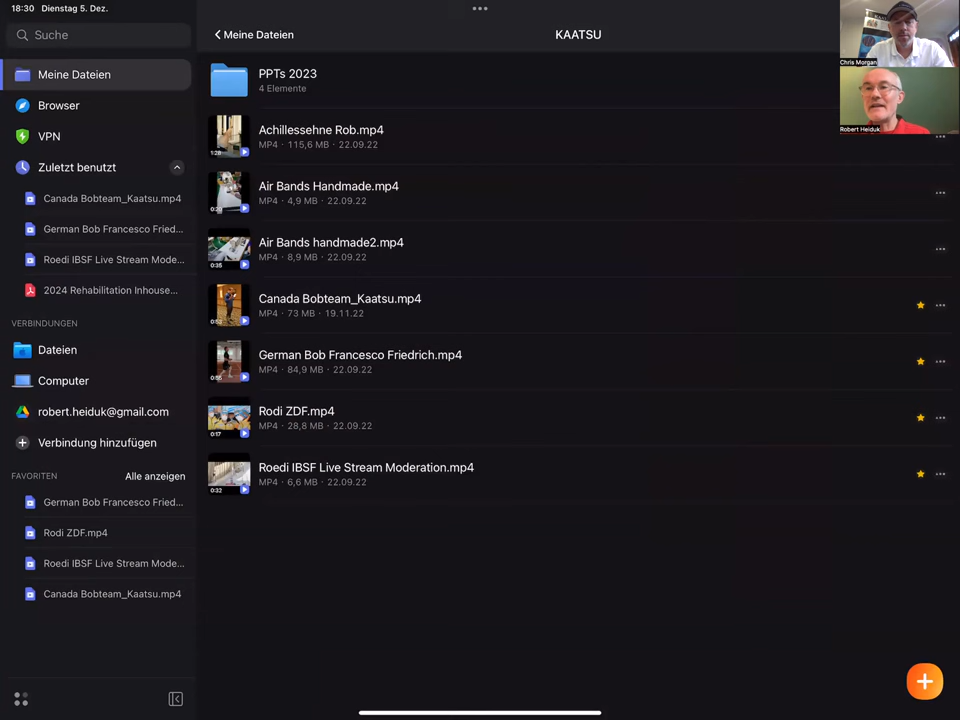 18:30 Dienstag 5. Dez.
Suche
Meine Dateien
Browser
VPN
Zuletzt benutzt
Canada Bobteam_Kaatsu.mp4
German Bob Francesco Fried...
Roedi IBSF Live Stream Mode...
2024 Rehabilitation Inhouse...
VERBINDUNGEN
Dateien
Computer
robert.heiduk@gmail.com
Verbindung hinzufügen
FAVORITEN
Alle anzeigen
German Bob Francesco Fried...
Rodi ZDF.mp4
Roedi IBSF Live Stream Mode...
Canada Bobteam_Kaatsu.mp4
Meine Dateien
KAATSU
PPTs 2023
4 Elemente
Achillessehne Rob.mp4
MP4 · 115,6 MB · 22.09.22
1:28
Air Bands Handmade.mp4
MP4 · 4,9 MB · 22.09.22
Air Bands handmade2.mp4
MP4 · 8,9 MB · 22.09.22
0:35
Canada Bobteam_Kaatsu.mp4
MP4 · 73 MB · 19.11.22
German Bob Francesco Friedrich.mp4
MP4 · 84,9 MB · 22.09.22
Rodi ZDF.mp4
MP4 · 28,8 MB · 22.09.22
0:17
Roedi IBSF Live Stream Moderation.mp4
MP4 · 6,6 MB · 22.09.22
0:32
Chris Morgan
Robert Heiduk